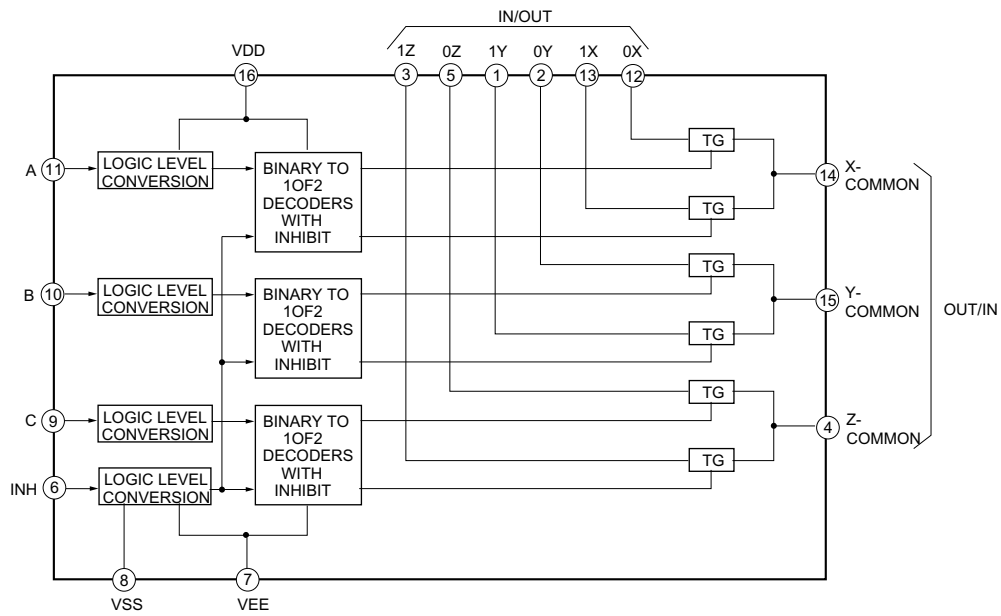 IN/OUT
VDD
1Z
0Z
1Y
0Y
1X
0X
16
3
5
1
2
13
12
TG
A
11
LOGIC LEVEL
CONVERSION
BINARY TO
1OF2
DECODERS
WITH
INHIBIT
14
X-
COMMON
TG
TG
B
10
LOGIC LEVEL
CONVERSION
BINARY TO
1OF2
DECODERS
WITH
INHIBIT
15
Y-
COMMON
OUT/IN
TG
TG
C
9
LOGIC LEVEL
CONVERSION
BINARY TO
1OF2
DECODERS
WITH
INHIBIT
4
Z-
COMMON
TG
INH
6
LOGIC LEVEL
CONVERSION
8
7
VSS
VEE